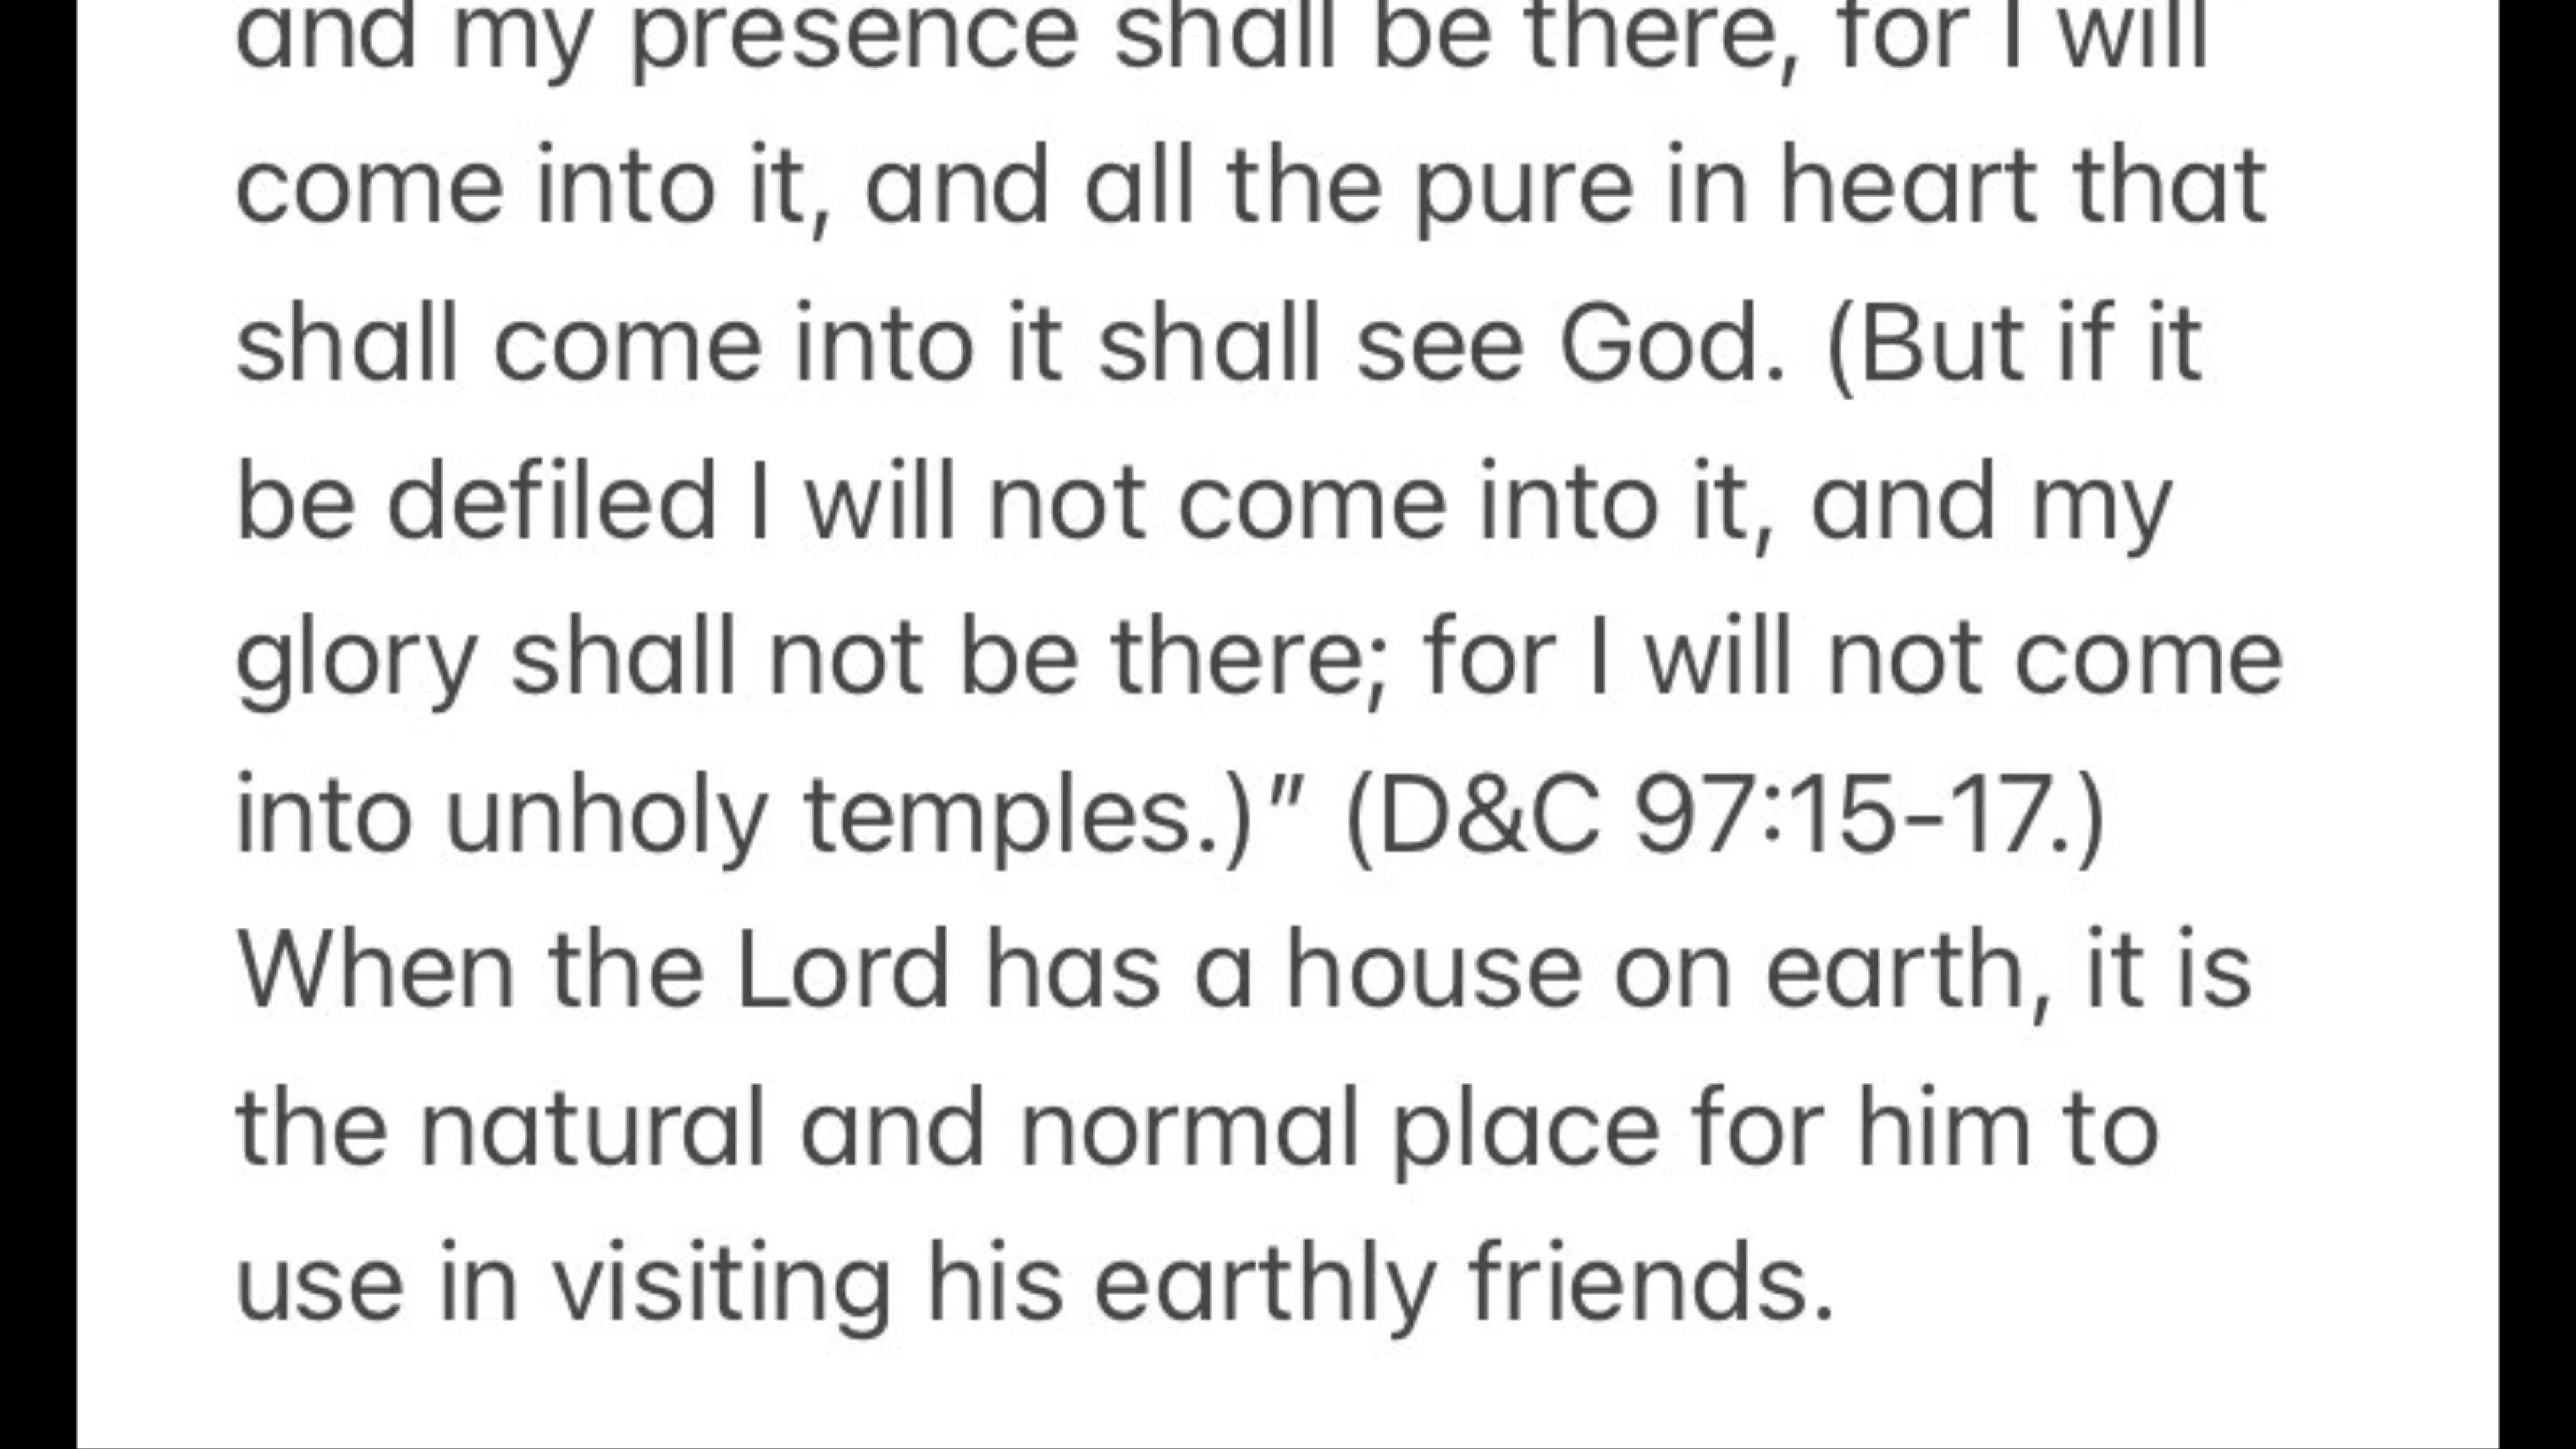 and my presence shall be there, for I will
come into it, and all the pure in heart that
shall come into it shall see God. (But if it
be defiled I will not come into it, and my
glory shall not be there; for I will not come
into unholy temples.)" (D&C 97:15-17.)
When the Lord has a house on earth, it is
the natural and normal place for him to
use in visiting his earthly friends.